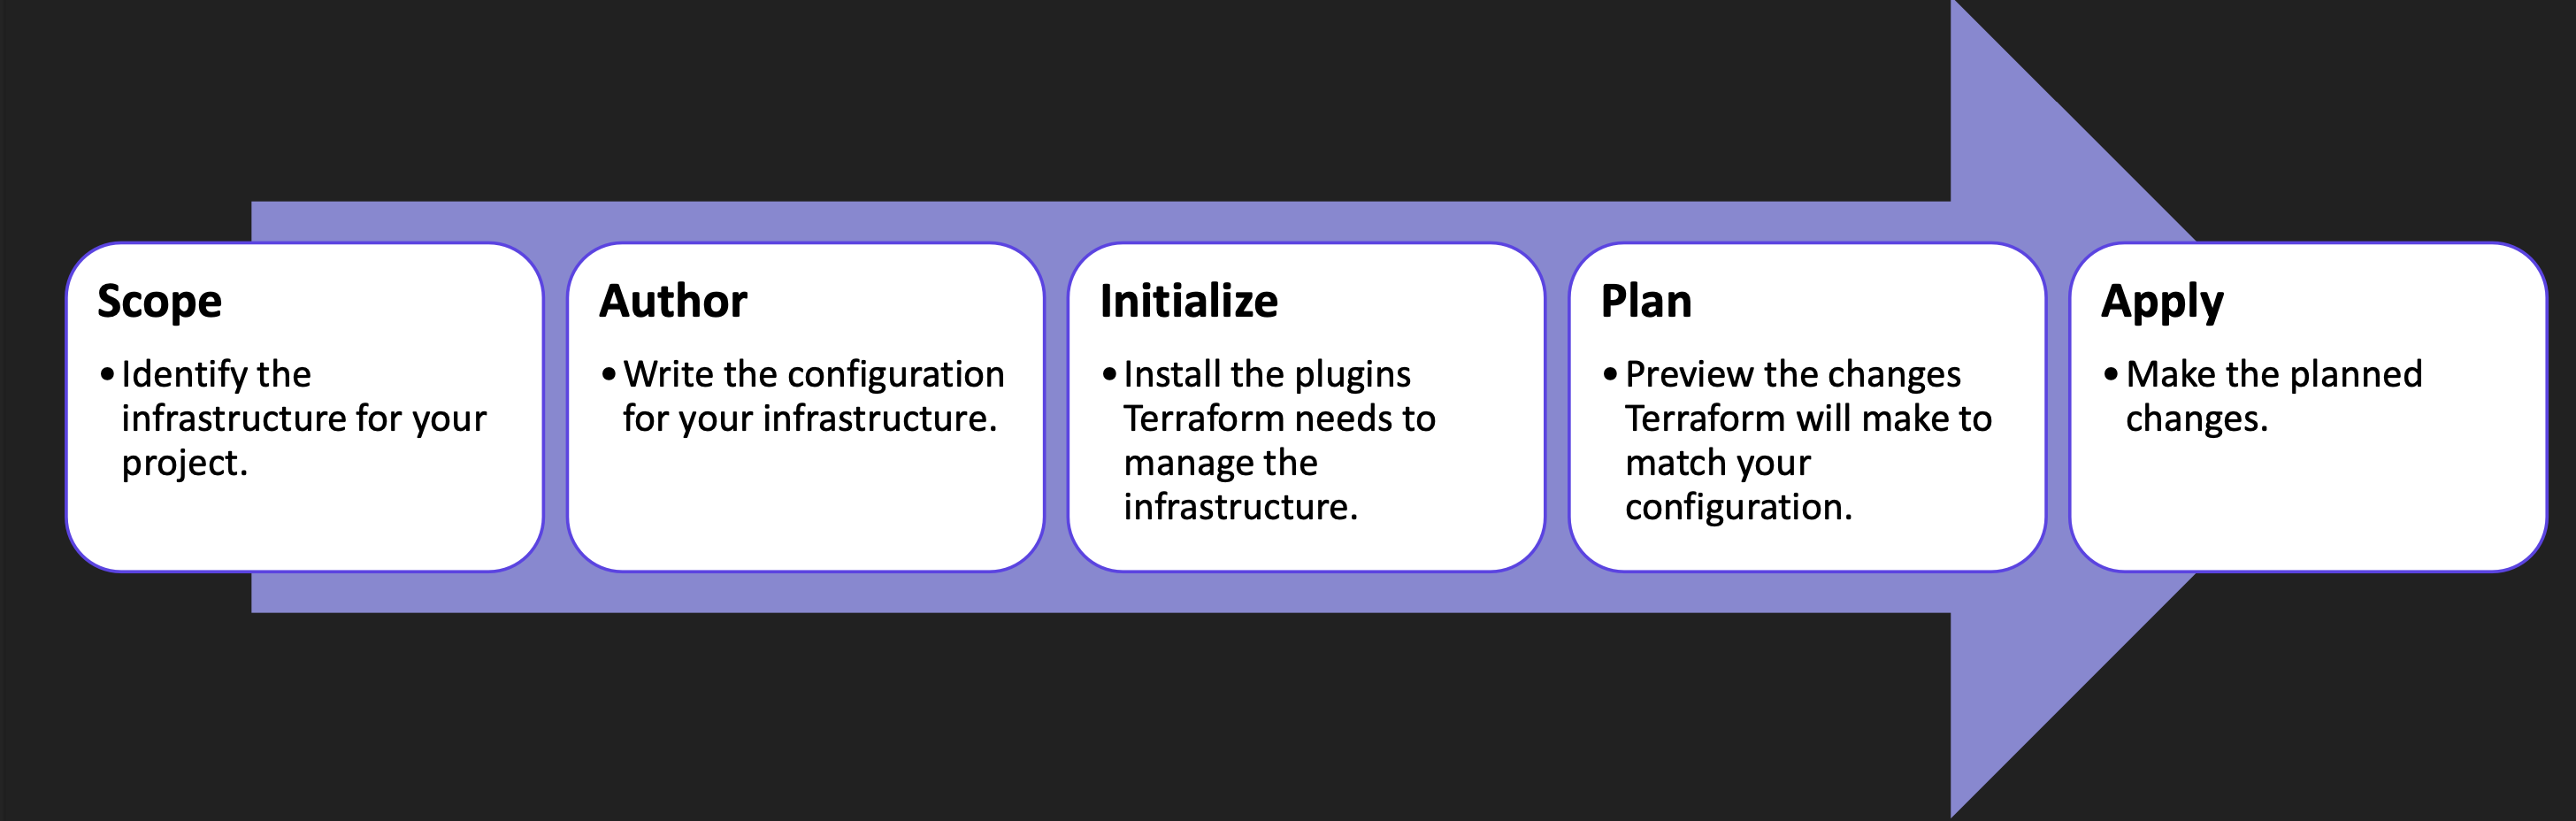 Scope
• Identify the
infrastructure for your
project.
Author
• Write the configuration
for your infrastructure.
Initialize
• Install the plugins
Terraform needs to
manage the
infrastructure.
Plan
• Preview the changes
Terraform will make to
match your
configuration.
Apply
• Make the planned
changes.